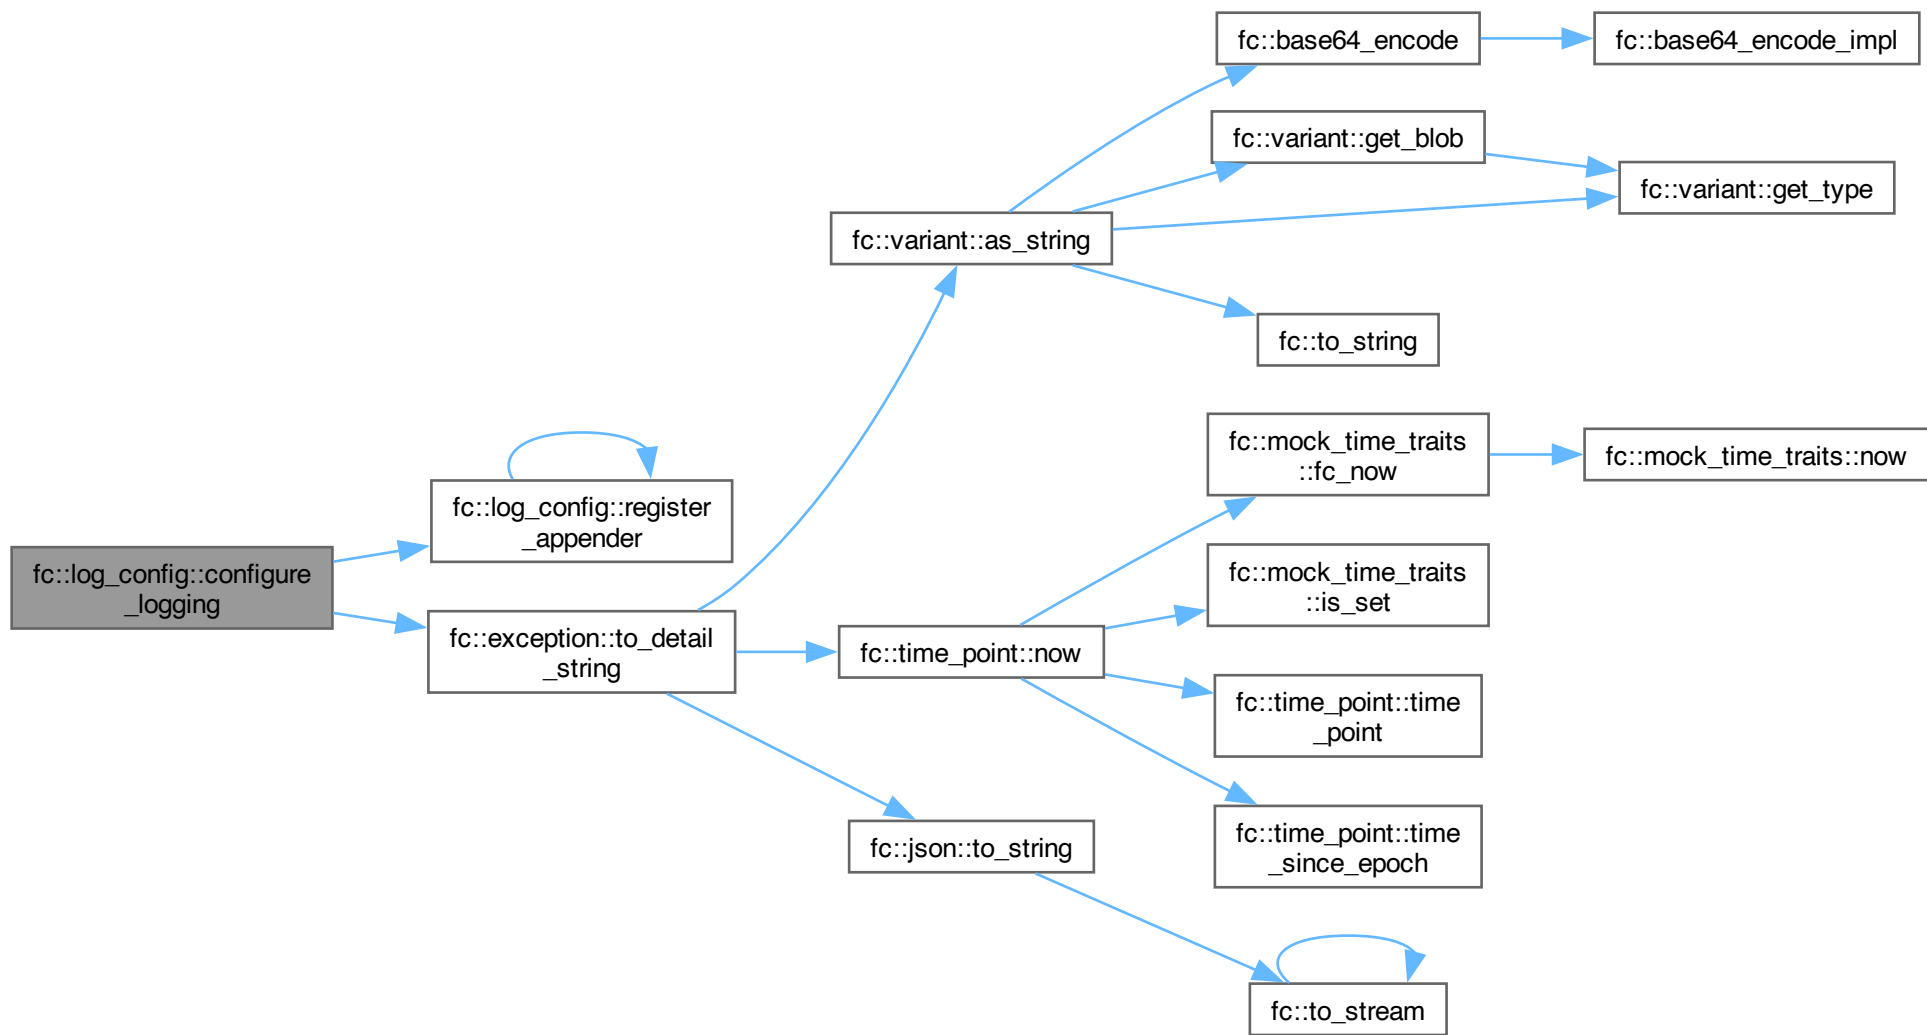 fc::base64_encode
fc::base64_encode_impl
fc::variant::get_blob
fc::variant::get_type
fc::variant::as_string
fc::to_string
fc::mock_time_traits
::fc_now
fc::mock_time_traits::now
fc::log_config::register
_appender
fc::log_config::configure
_logging
fc::mock_time_traits
::is_set
fc::exception::to_detail
_string
fc::time_point::now
fc::time_point::time
_point
fc::json::to_string
fc::time_point::time
_since_epoch
fc::to_stream